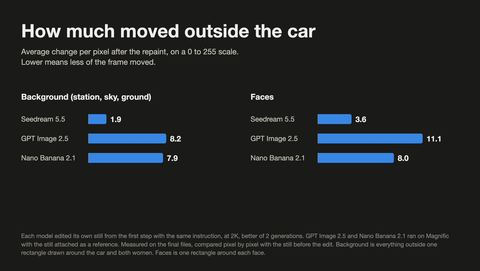 How much moved outside the car
Average change per pixel after the repaint, on a 0 to 255 scale.
Lower means less of the frame moved.
Background (station, sky, ground)
Seedream 5.5 1.9
GPT Image 2.5 8.2
Nano Banana 2.1 7.9
Faces
Seedream 5.5 3.6
GPT Image 2.5 11.1
Nano Banana 2.1 8.0
Each model edited its own still from the first step with the same instruction, at 2K, better of 2 generations. GPT Image 2.5 and Nano Banana 2.1 ran on Magnific
with the still attached as a reference. Measured on the final files, compared pixel by pixel with the still before the edit. Background is everything outside one
rectangle drawn around the car and both women. Faces is one rectangle around each face.